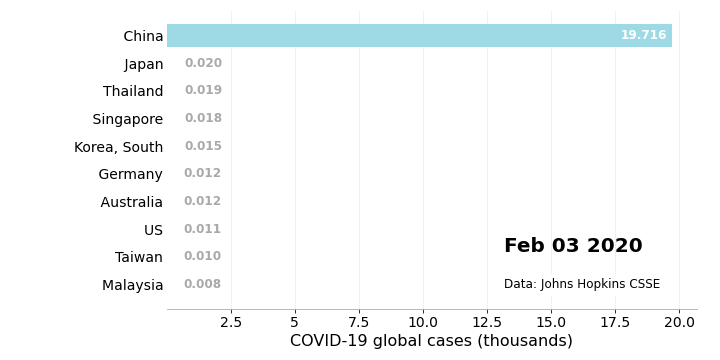 China 19.716
Japan 0.020
Thailand 0.019
Singapore 0.018
Korea, South 0.015
Germany 0.012
Australia 0.012
US 0.011
Feb 03 2020
Taiwan 0.010
Malaysia 0.008
Data: Johns Hopkins CSSE
2.5 5 7.5 10.0 12.5 15.0 17.5 20.0
COVID-19 global cases (thousands)